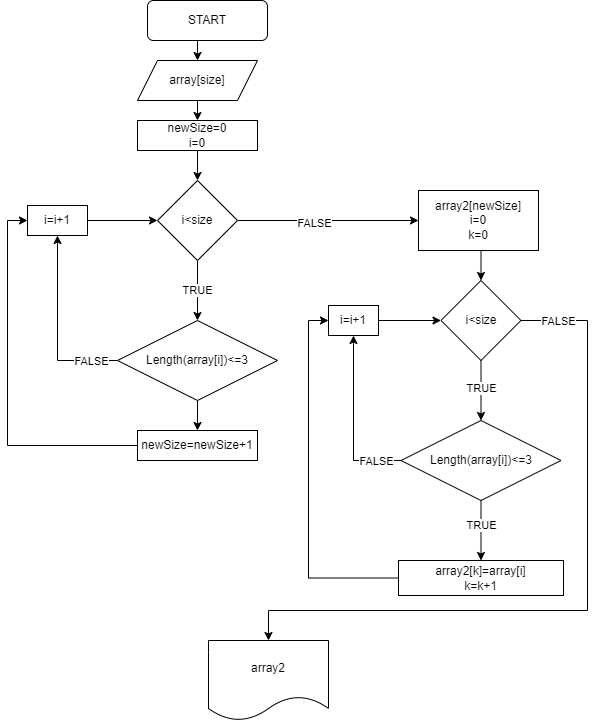 START
array[size]
newSize=0
i=0
i=i+1
i<size
FALSE
array2[newSize]
i=0
k=0
TRUE
i=i+1
i<size
FALSE
Length(array[i])<=3
FALSE
TRUE
newSize=newSize+1
Length(array[i])<=3
FALSE
TRUE
array2[k]=array[i]
k=k+1
array2